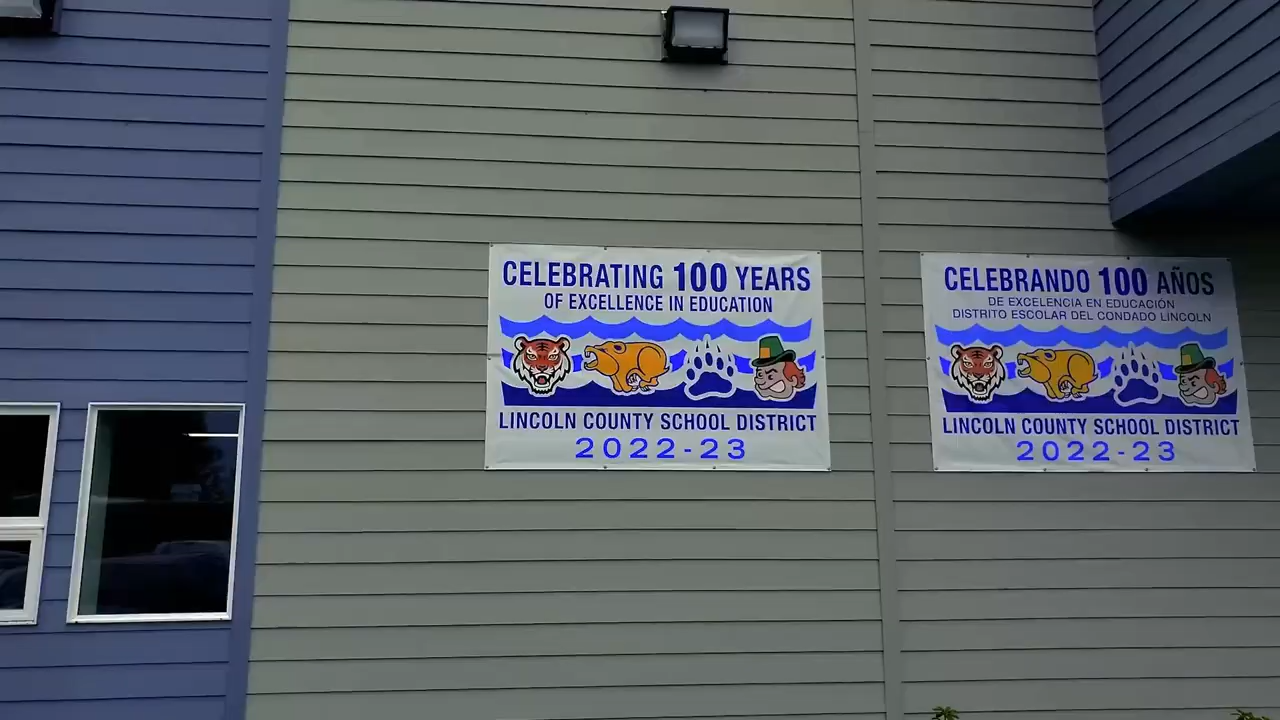 CELEBRATING 100 YEARS
OF EXCELLENCE IN EDUCATION
LINCOLN COUNTY SCHOOL DISTRICT
2022-23
CELEBRANDO 100 AÑOS
DE EXCELENCIA EN EDUCACIÓN
DISTRITO ESCOLAR DEL CONDADO LINCOLN
LINCOLN COUNTY SCHOOL DISTRICT
2022-23